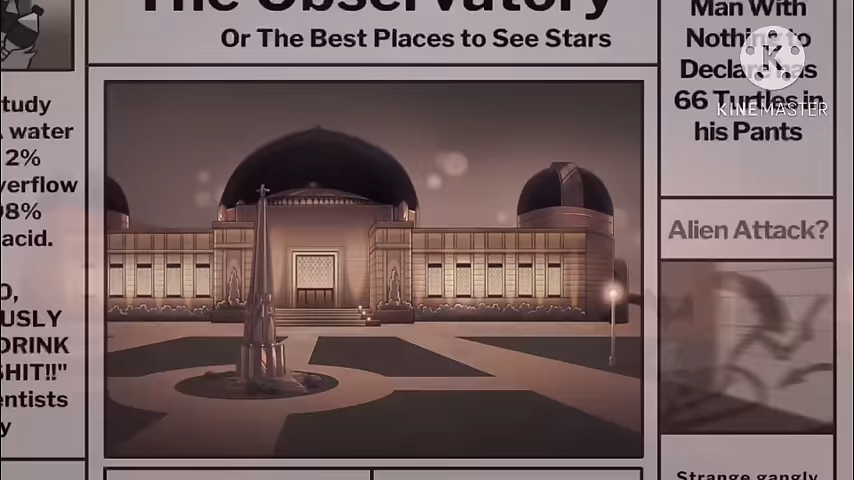 The Observatory
Or The Best Places to See Stars
tudy
water
2%
verflow
98%
acid.
O,
USLY
DRINK
SHIT!!"
entists
y
Man With
Nothing to
Declare has
66 Turtles in
his Pants
K
KINEMASTER
Alien Attack?
Strange gangly